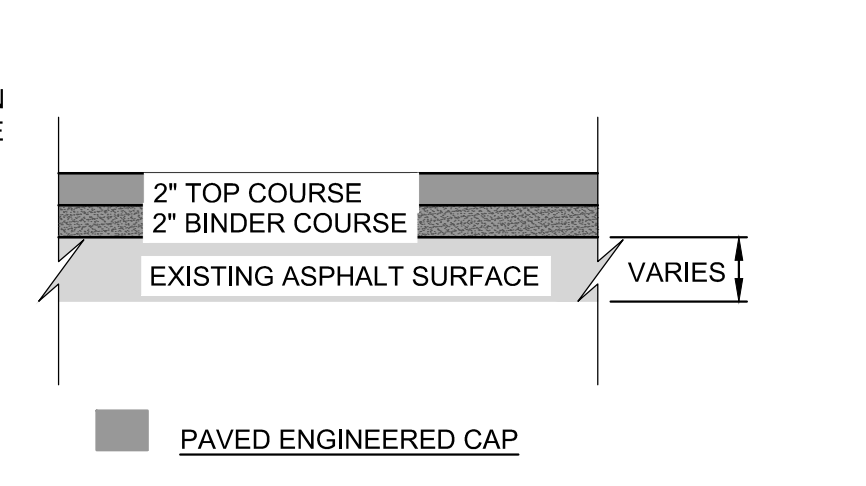 2" TOP COURSE
2" BINDER COURSE
EXISTING ASPHALT SURFACE
VARIES
PAVED ENGINEERED CAP